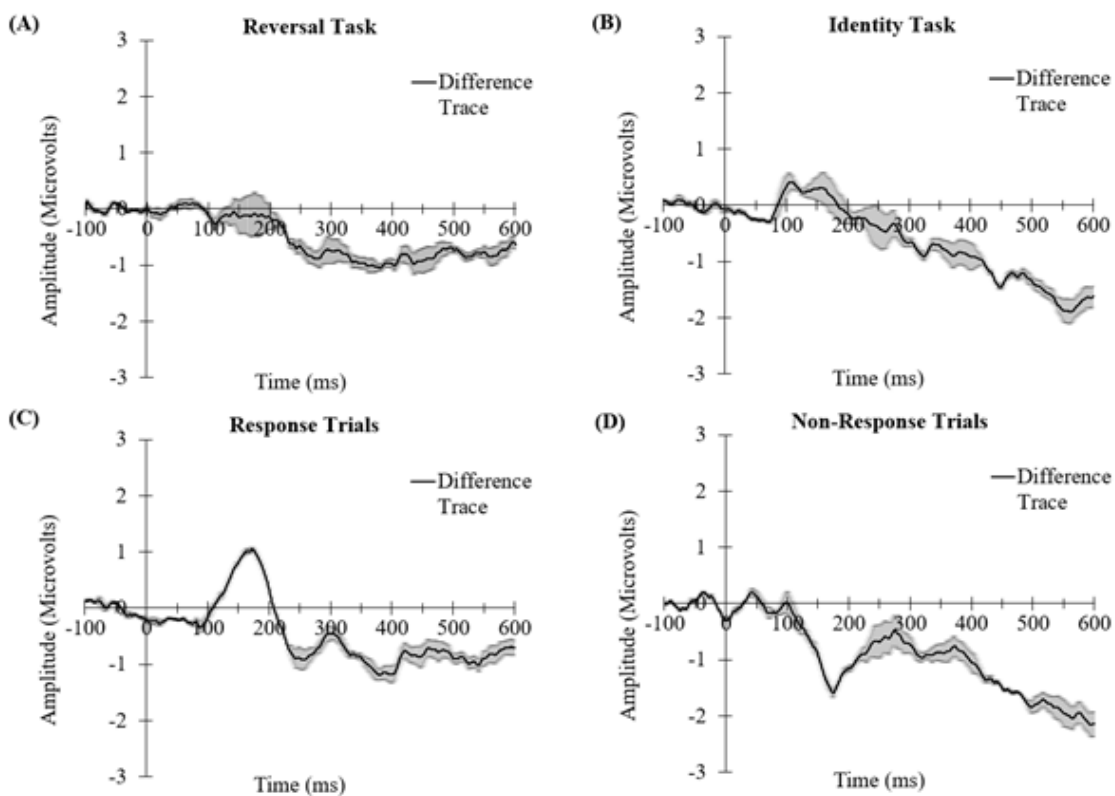 (A)
Reversal Task
3
2
1
0
-1
-2
-3
-100 0 100 200 300 400 500 600
Amplitude (Microvolts)
Time (ms)
Difference
Trace
(B)
Identity Task
3
2
1
0
-1
-2
-3
-100 0 100 200 300 400 500 600
Amplitude (Microvolts)
Time (ms)
Difference
Trace
(C)
Response Trials
3
2
1
0
-1
-2
-3
-100 0 100 200 300 400 500 600
Amplitude (Microvolts)
Time (ms)
Difference
Trace
(D)
Non-Response Trials
3
2
1
0
-1
-2
-3
-100 0 100 200 300 400 500 600
Amplitude (Microvolts)
Time (ms)
Difference
Trace